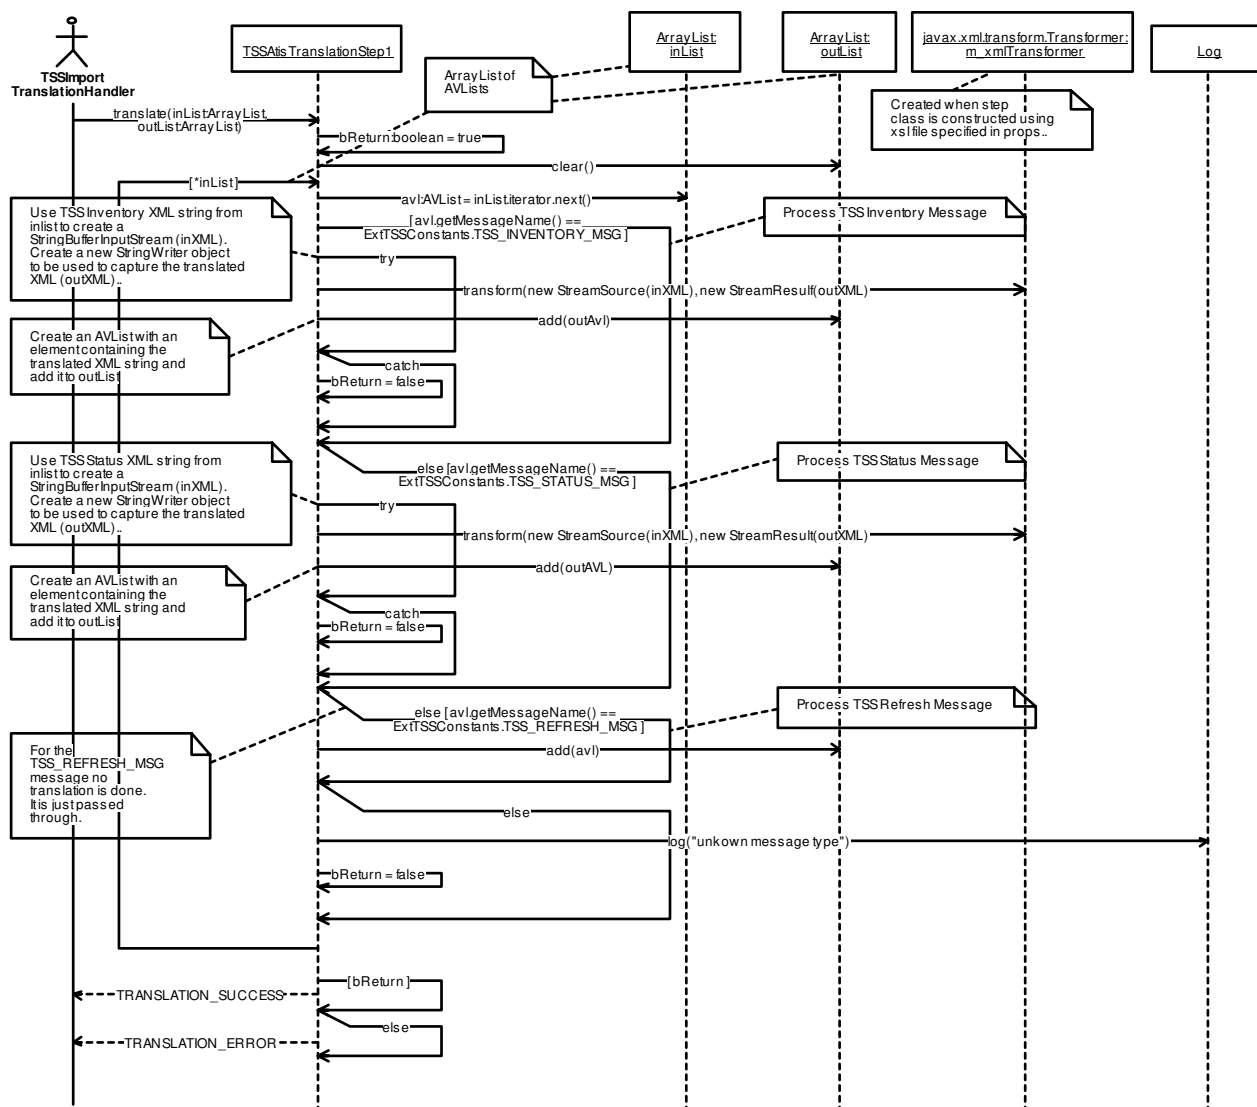 TSSImport
TranslationHandler
TSSAtisTranslationStep1
ArrayList:
inList
ArrayList:
outList
javax.xml.transform.Transformer:
m_xmlTransformer
Log
ArrayList of
AVLists
Created when step
class is constructed using
xsl file specified in props..
translate(inList:ArrayList,
outList:ArrayList)
bReturn:boolean = true
clear()
[*inList]
avl:AVList = inList.iterator.next()
Use TSSInventory XML string from
inlist to create a
StringBufferInputStream (inXML).
Create a new StringWriter object
to be used to capture the translated
XML (outXML)..
[avl.getMessageName() ==
ExtTSSConstants.TSS_INVENTORY_MSG]
Process TSSInventory Message
try
transform(new StreamSource(inXML), new StreamResult(outXML)
add(outAvl)
Create an AVList with an
element containing the
translated XML string and
add it to outList
catch
bReturn = false
Use TSSStatus XML string from
inlist to create a
StringBufferInputStream (inXML).
Create a new StringWriter object
to be used to capture the translated
XML (outXML)..
else [avl.getMessageName() ==
ExtTSSConstants.TSS_STATUS_MSG]
Process TSSStatus Message
try
transform(new StreamSource(inXML), new StreamResult(outXML)
add(outAVL)
Create an AVList with an
element containing the
translated XML string and
add it to outList
catch
bReturn = false
else [avl.getMessageName() ==
ExtTSSConstants.TSS_REFRESH_MSG]
Process TSSRefresh Message
add(avl)
For the
TSS_REFRESH_MSG
message no
translation is done.
It is just passed
through.
else
log("unkown message type")
bReturn = false
[bReturn]
TRANSLATION_SUCCESS
else
TRANSLATION_ERROR